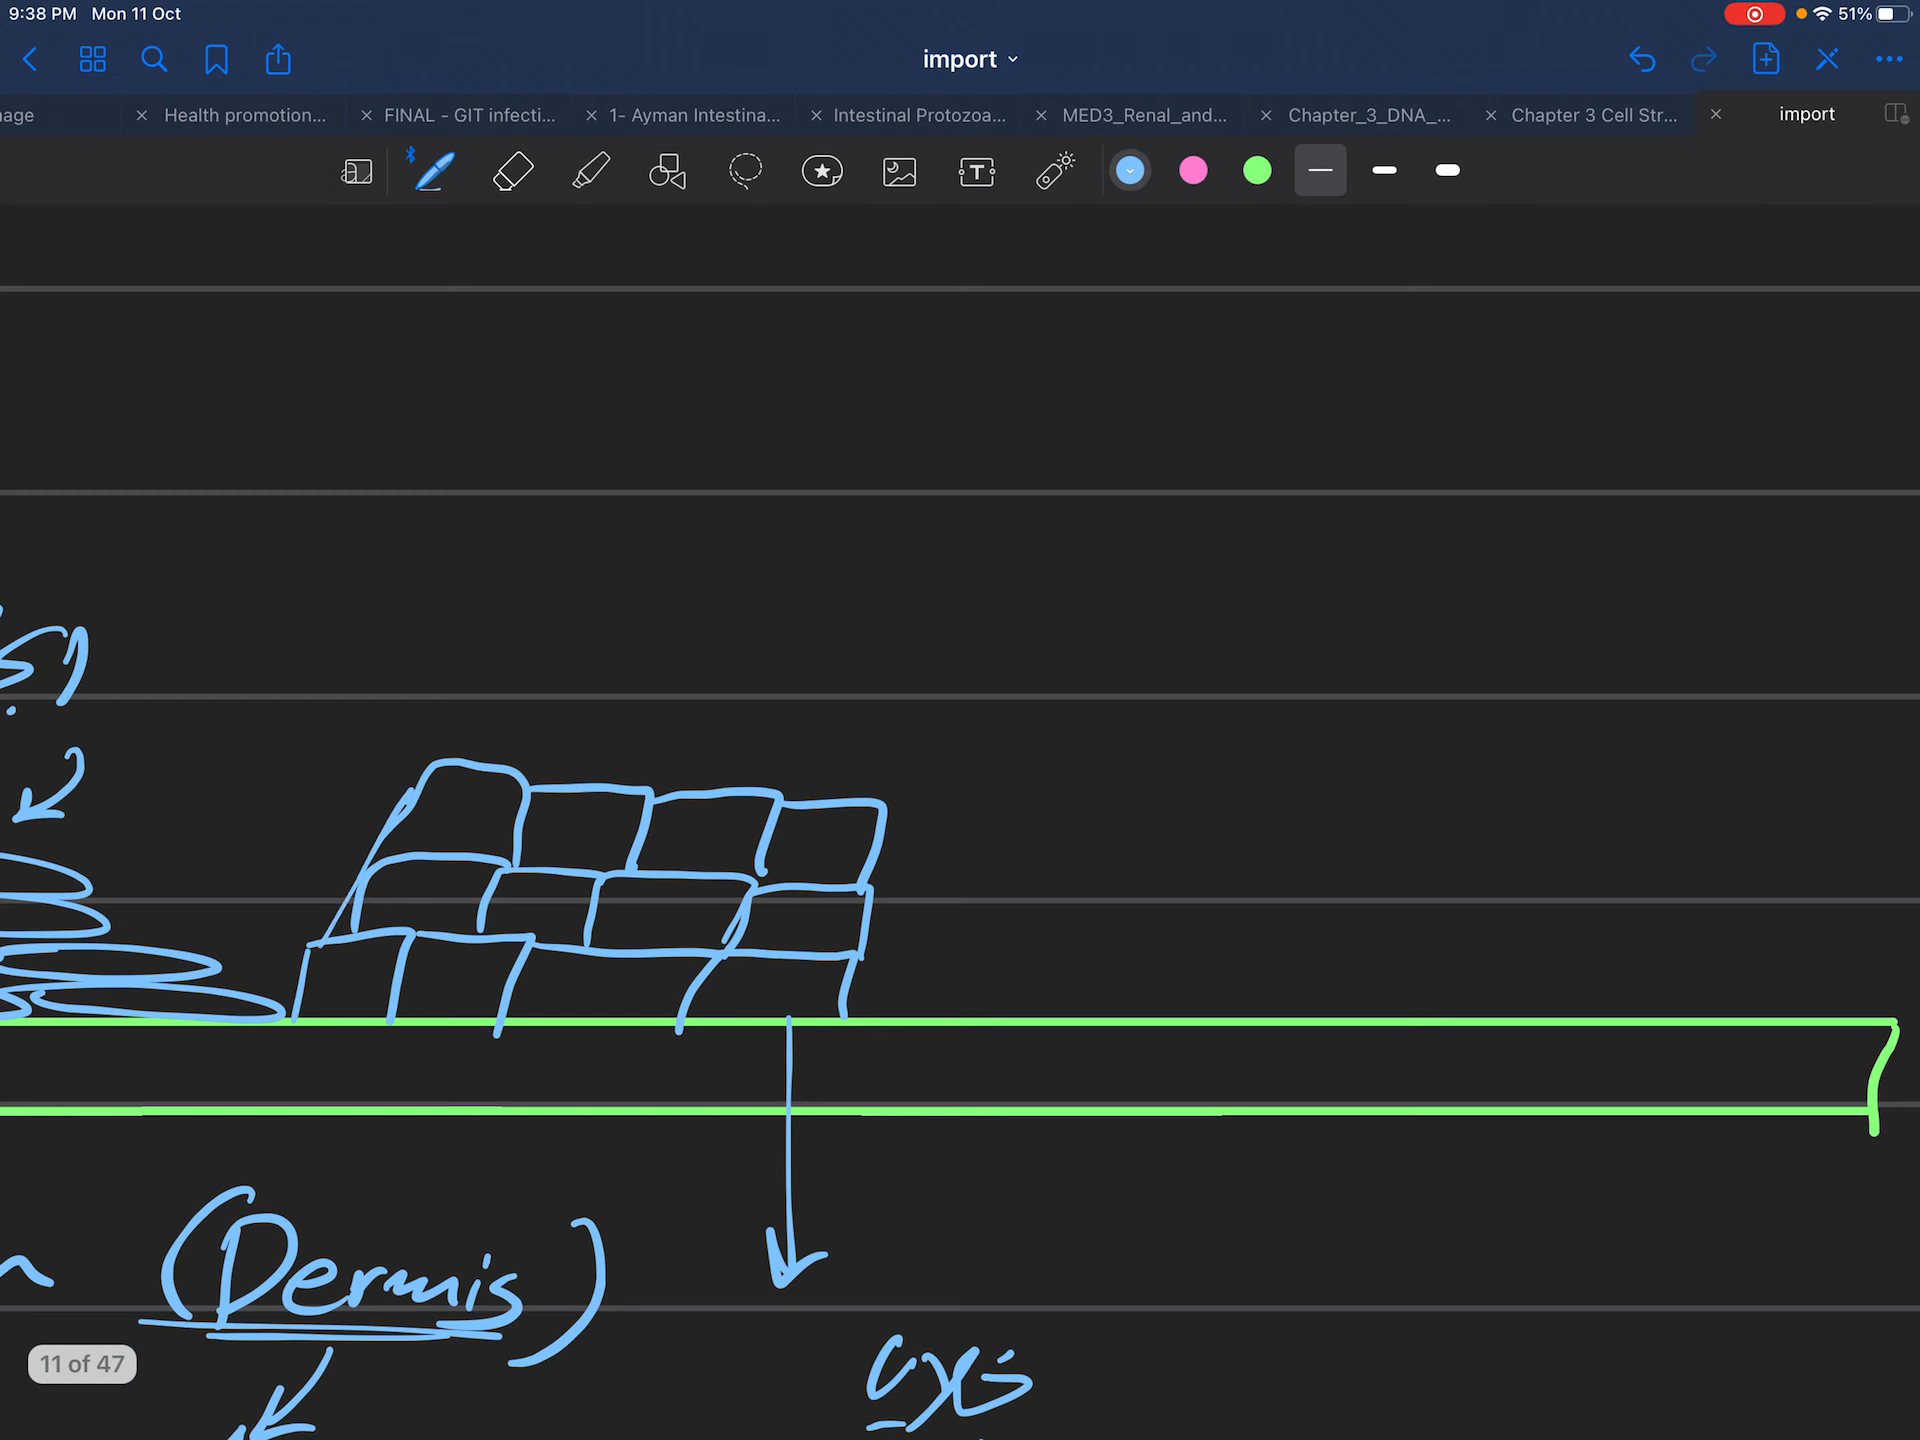 9:38 PM Mon 11 Oct
51%
import
nage
Health promotion...
FINAL - GIT infecti...
1- Ayman Intestina...
Intestinal Protozoa...
MED3_Renal_and...
Chapter_3_DNA_...
Chapter 3 Cell Str...
import
(Dermis)
11 of 47